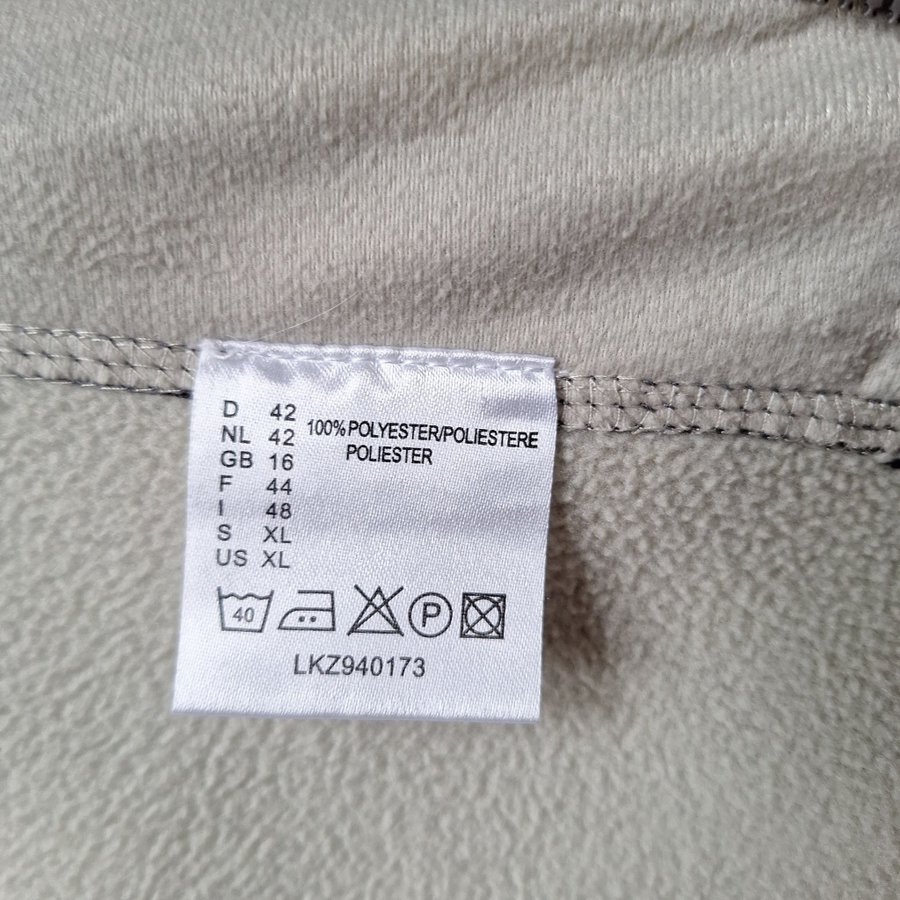 D 42
NL 42
GB 16
F 44
I 48
S XL
US XL
100% POLYESTER/POLIESTERE
POLIESTER
40
P
LKZ940173